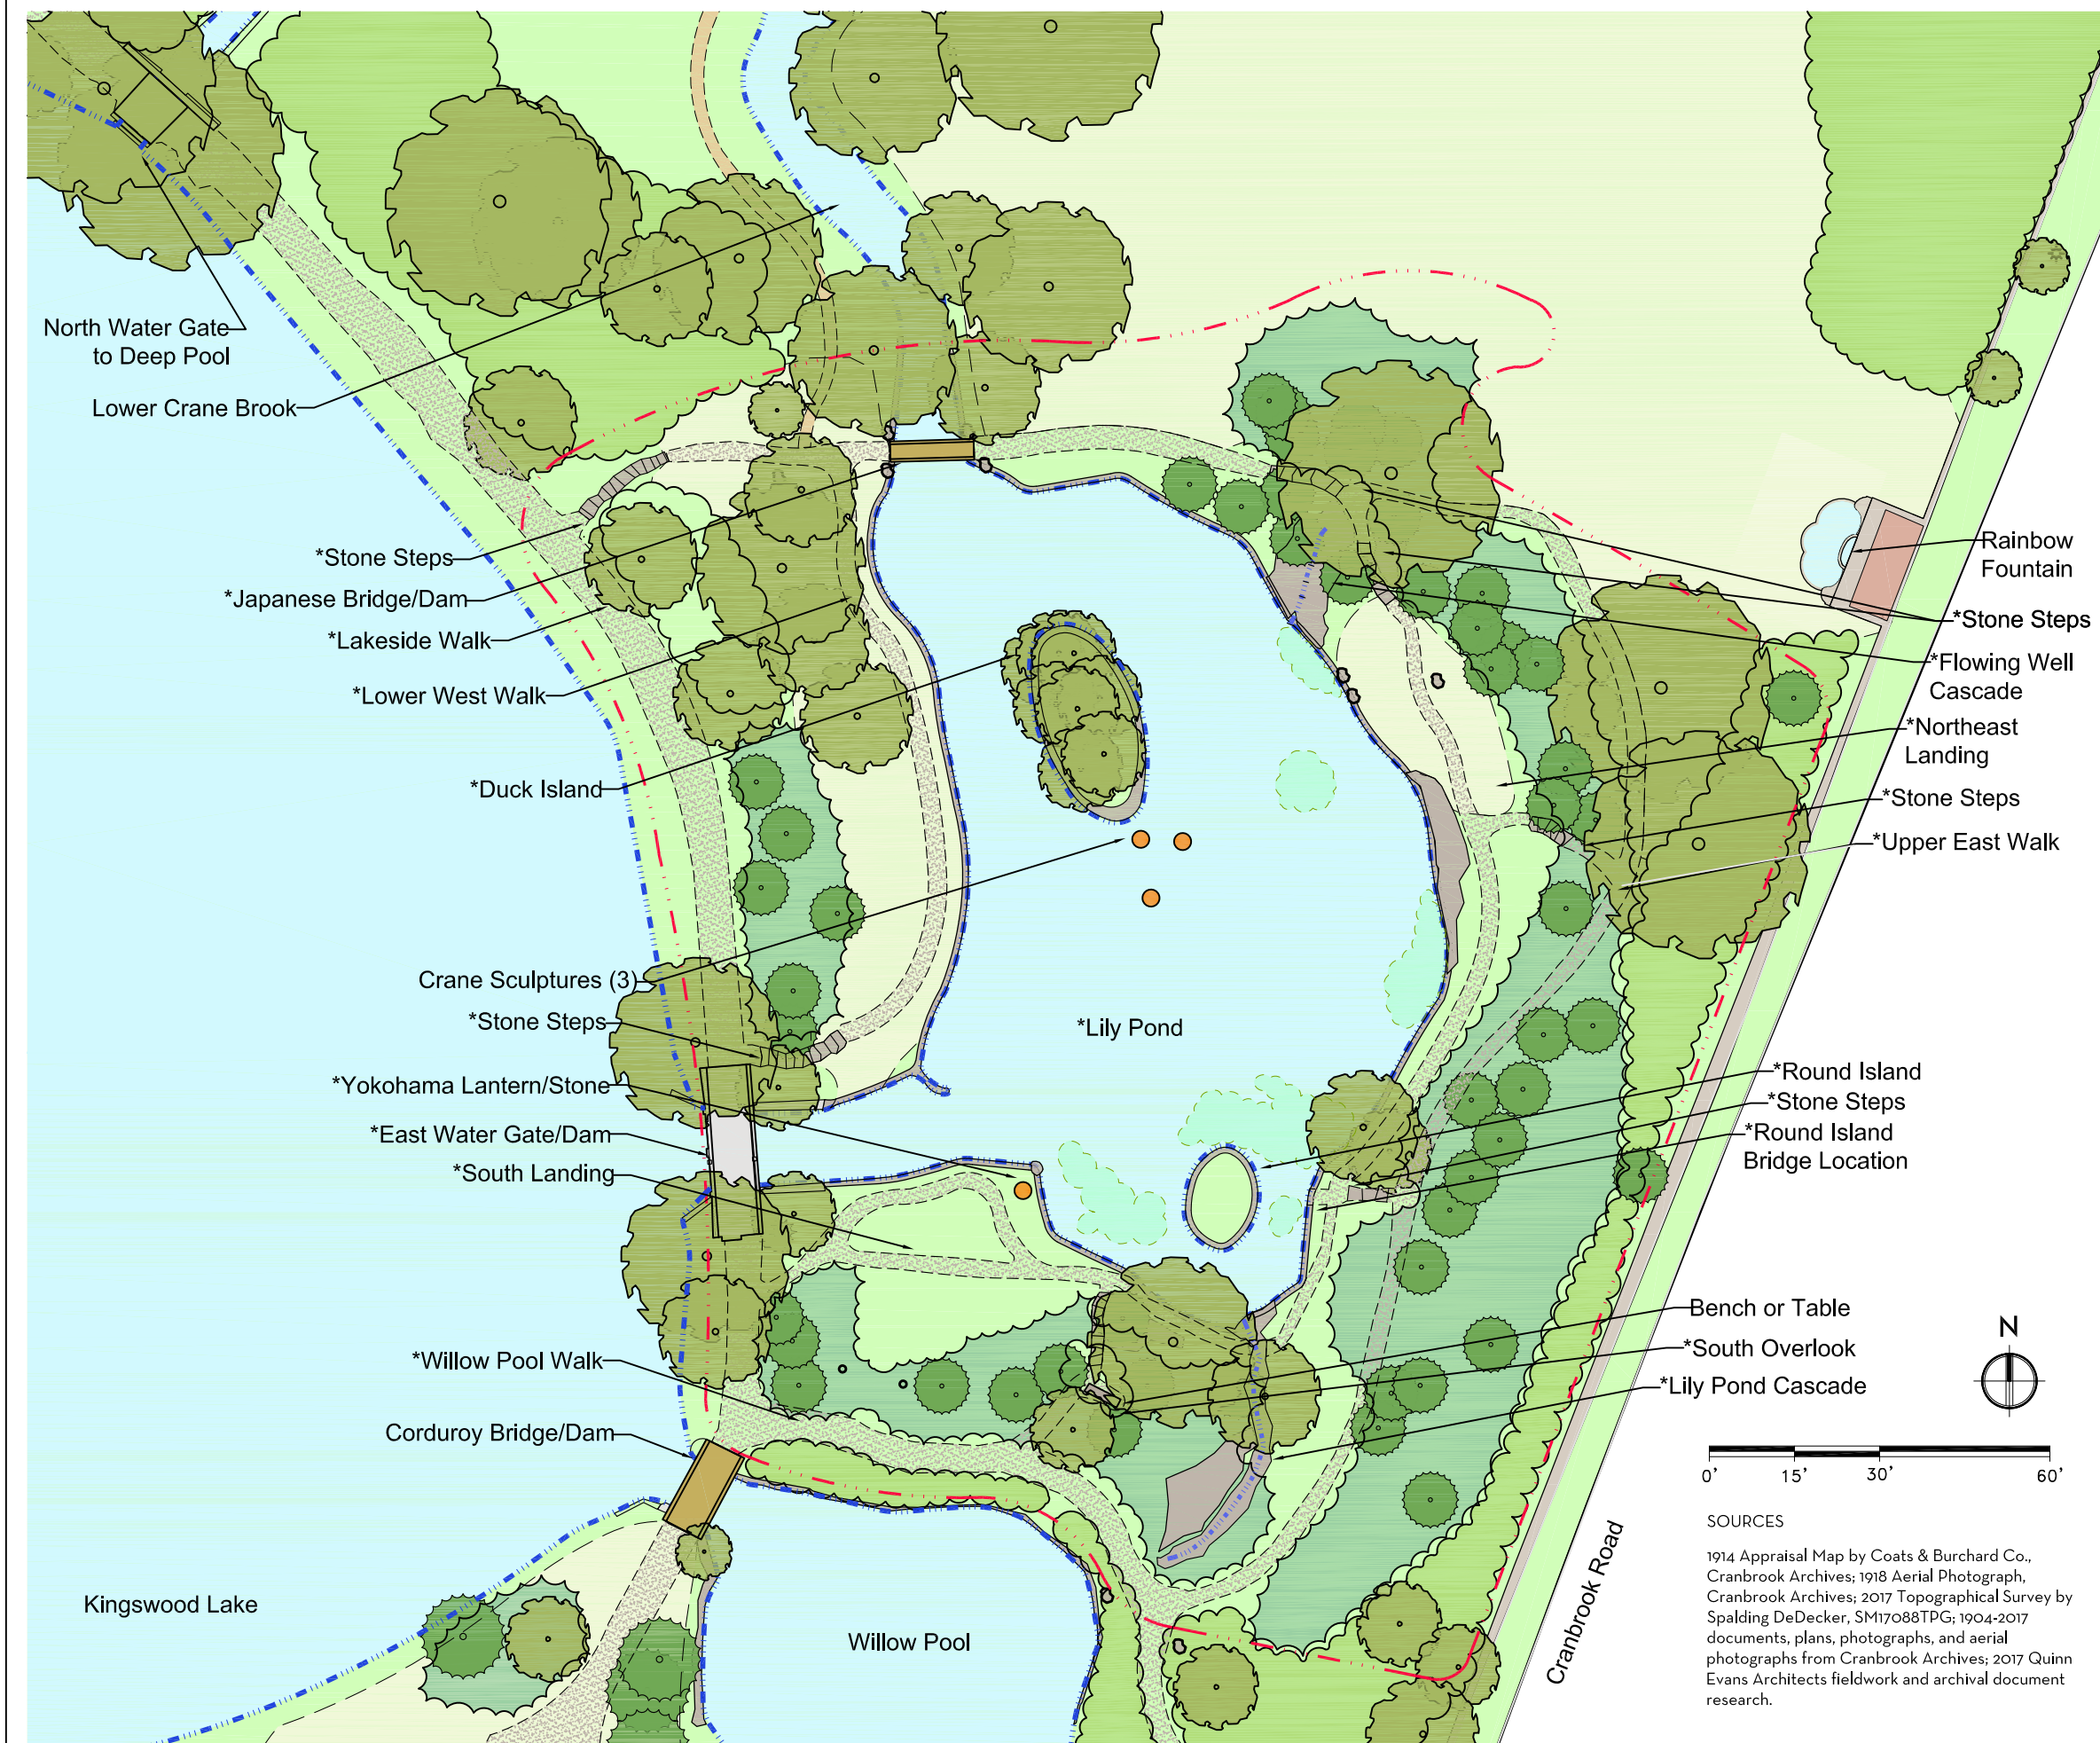 North Water Gate
to Deep Pool
Lower Crane Brook
*Stone Steps
*Japanese Bridge/Dam
*Lakeside Walk
*Lower West Walk
*Duck Island
Crane Sculptures (3)
*Stone Steps
*Yokohama Lantern/Stone
*East Water Gate/Dam
*South Landing
*Willow Pool Walk
Corduroy Bridge/Dam
Kingswood Lake
Willow Pool
*Lily Pond
Rainbow
Fountain
*Stone Steps
*Flowing Well
Cascade
*Northeast
Landing
*Stone Steps
*Upper East Walk
*Round Island
*Stone Steps
*Round Island
Bridge Location
Bench or Table
*South Overlook
*Lily Pond Cascade
N
0' 15' 30' 60'
Cranbrook Road
SOURCES
1914 Appraisal Map by Coats & Burchard Co.,
Cranbrook Archives; 1918 Aerial Photograph,
Cranbrook Archives; 2017 Topographical Survey by
Spalding DeDecker, SM17088TPG; 1904-2017
documents, plans, photographs, and aerial
photographs from Cranbrook Archives; 2017 Quinn
Evans Architects fieldwork and archival document
research.